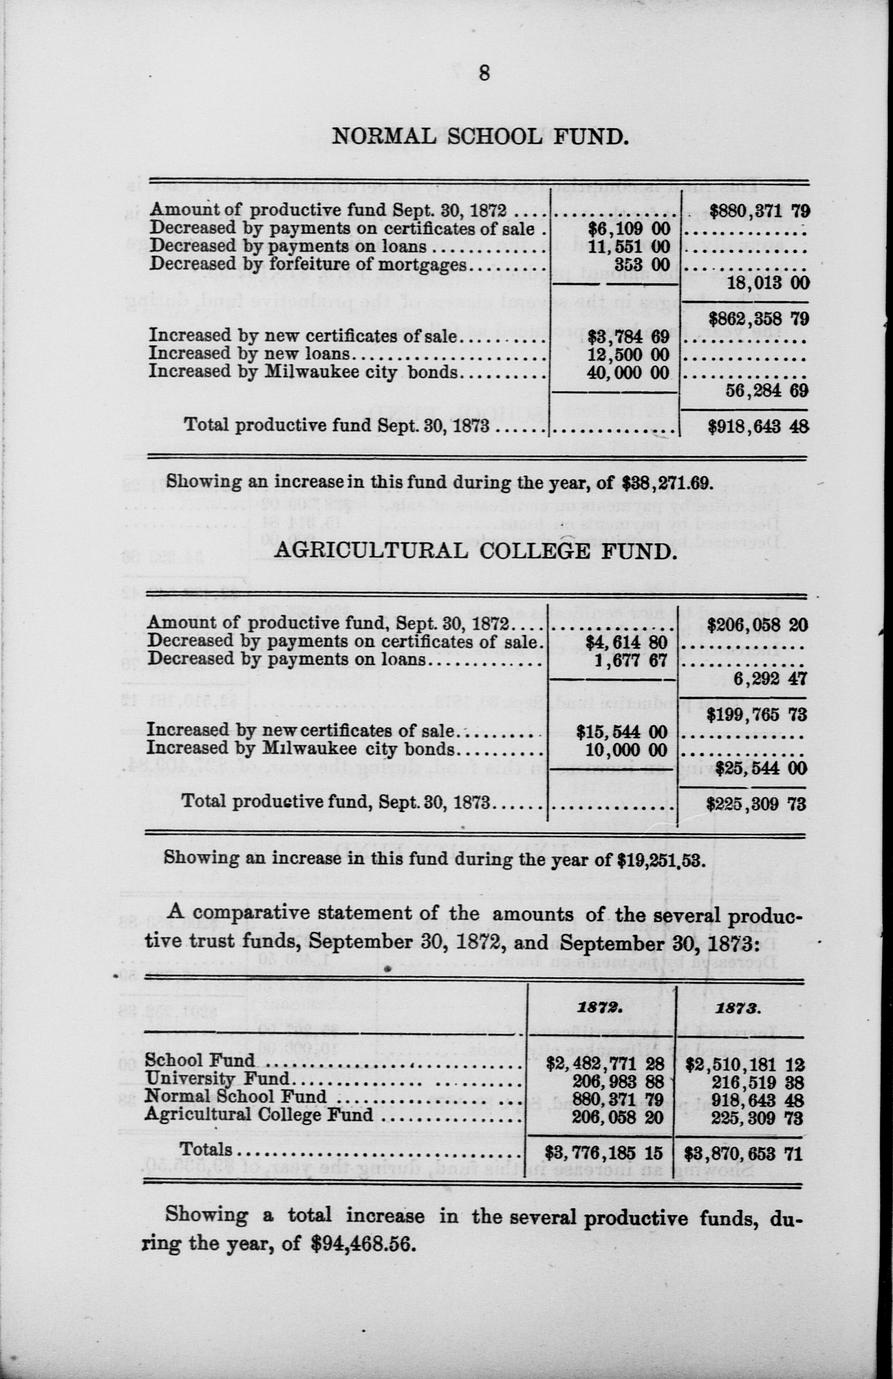 8
NORMAL SCHOOL FUND.
Amount of productive fund Sept. 30, 1872 .... .............. $880,371 79
Decreased by payments on certificates of sale . $6,109 00 ..............
Decreased by payments on loans ............. 11,551 00 ..............
Decreased by forfeiture of mortgages......... 353 00 ..............
18,013 00
$862,358 79
Increased by new certificates of sale.......... $3,784 69 ..............
Increased by new loans...................... 12,500 00 ..............
Increased by Milwaukee city bonds.......... 40,000 00 ..............
56,284 69
Total productive fund Sept. 30, 1873 ...... .............. $918,643 48
Showing an increase in this fund during the year, of $38,271.69.
AGRICULTURAL COLLEGE FUND.
Amount of productive fund, Sept. 30, 1872.... .............. $206,058 20
Decreased by payments on certificates of sale. $4,614 80 ..............
Decreased by payments on loans............. 1,677 67 ..............
6,292 47
$199,765 73
Increased by new certificates of sale.......... $15,544 00 ..............
Increased by Milwaukee city bonds.......... 10,000 00 ..............
$25,544 00
Total productive fund, Sept. 30, 1873...... .............. $225,309 73
Showing an increase in this fund during the year of $19,251.53.
A comparative statement of the amounts of the several produc-
tive trust funds, September 30, 1872, and September 30, 1873:
1872. 1873.
School Fund ............................. $2,482,771 28 $2,510,181 12
University Fund.......................... 206,983 88 216,519 38
Normal School Fund ..................... 880,371 79 918,643 48
Agricultural College Fund ................ 206,058 20 225,309 73
Totals................................ $3,776,185 15 $3,870,653 71
Showing a total increase in the several productive funds, du-
ring the year, of $94,468.56.